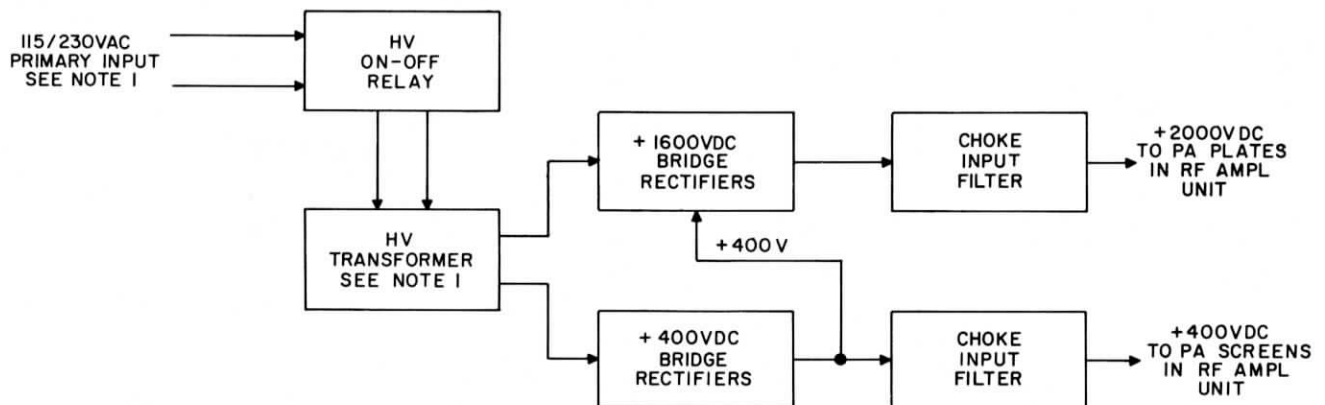 115/230VAC
PRIMARY INPUT
SEE NOTE 1
HV
ON-OFF
RELAY
HV
TRANSFORMER
SEE NOTE 1
+ 1600VDC
BRIDGE
RECTIFIERS
CHOKE
INPUT
FILTER
+2000VDC
TO PA PLATES
IN RF AMPL
UNIT
+400V
+ 400VDC
BRIDGE
RECTIFIERS
CHOKE
INPUT
FILTER
+400VDC
TO PA SCREENS
IN RF AMPL
UNIT